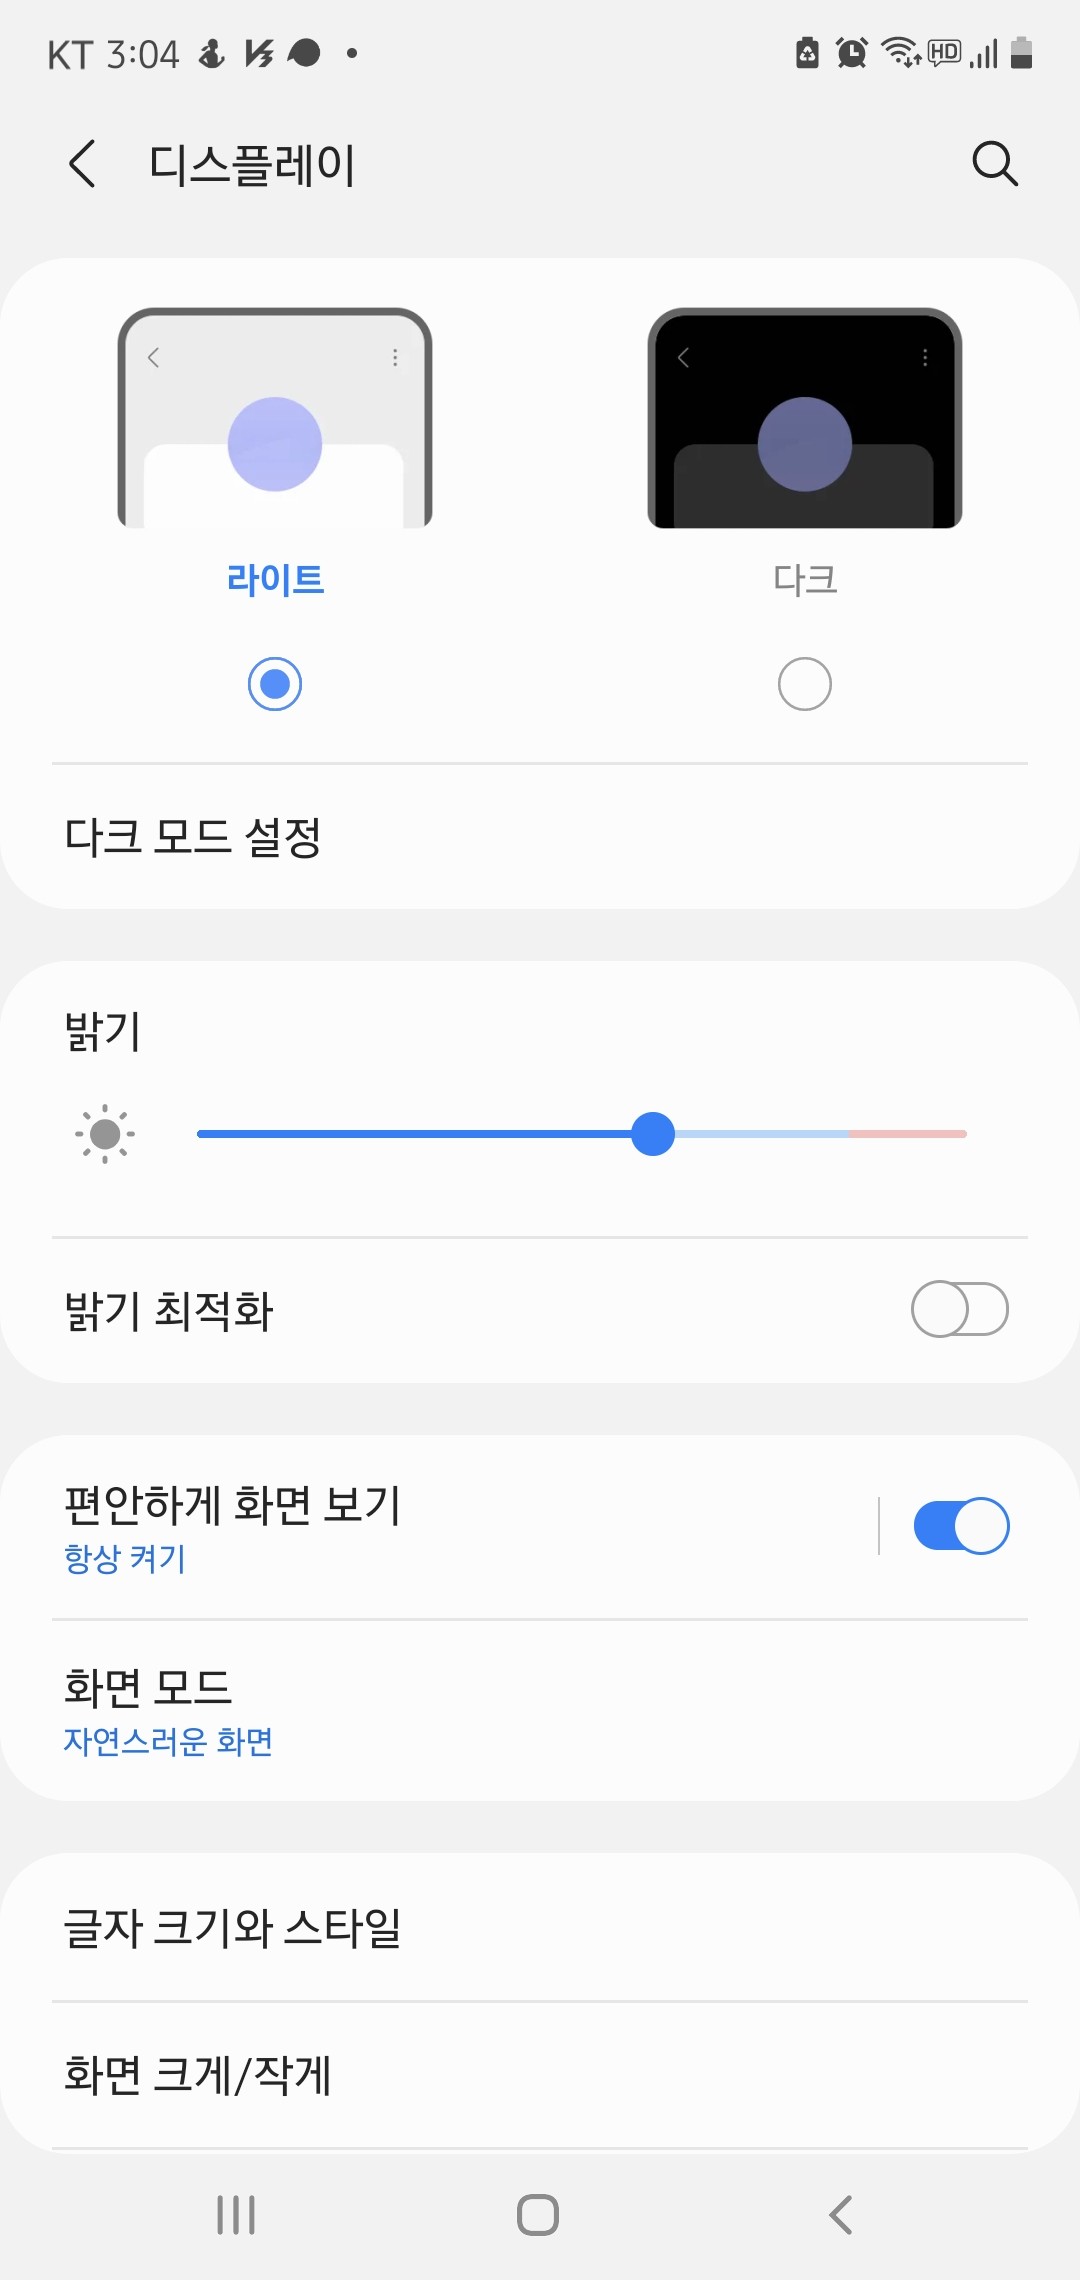 KT 3:04
HD
디스플레이
라이트
다크
다크 모드 설정
밝기
밝기 최적화
편안하게 화면 보기
항상 켜기
화면 모드
자연스러운 화면
글자 크기와 스타일
화면 크게/작게